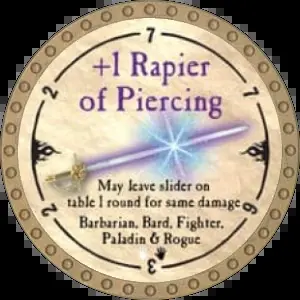 7
+1 Rapier
of Piercing
2
7
2
6
May leave slider on
table 1 round for same damage
Barbarian, Bard, Fighter,
Paladin & Rogue
3